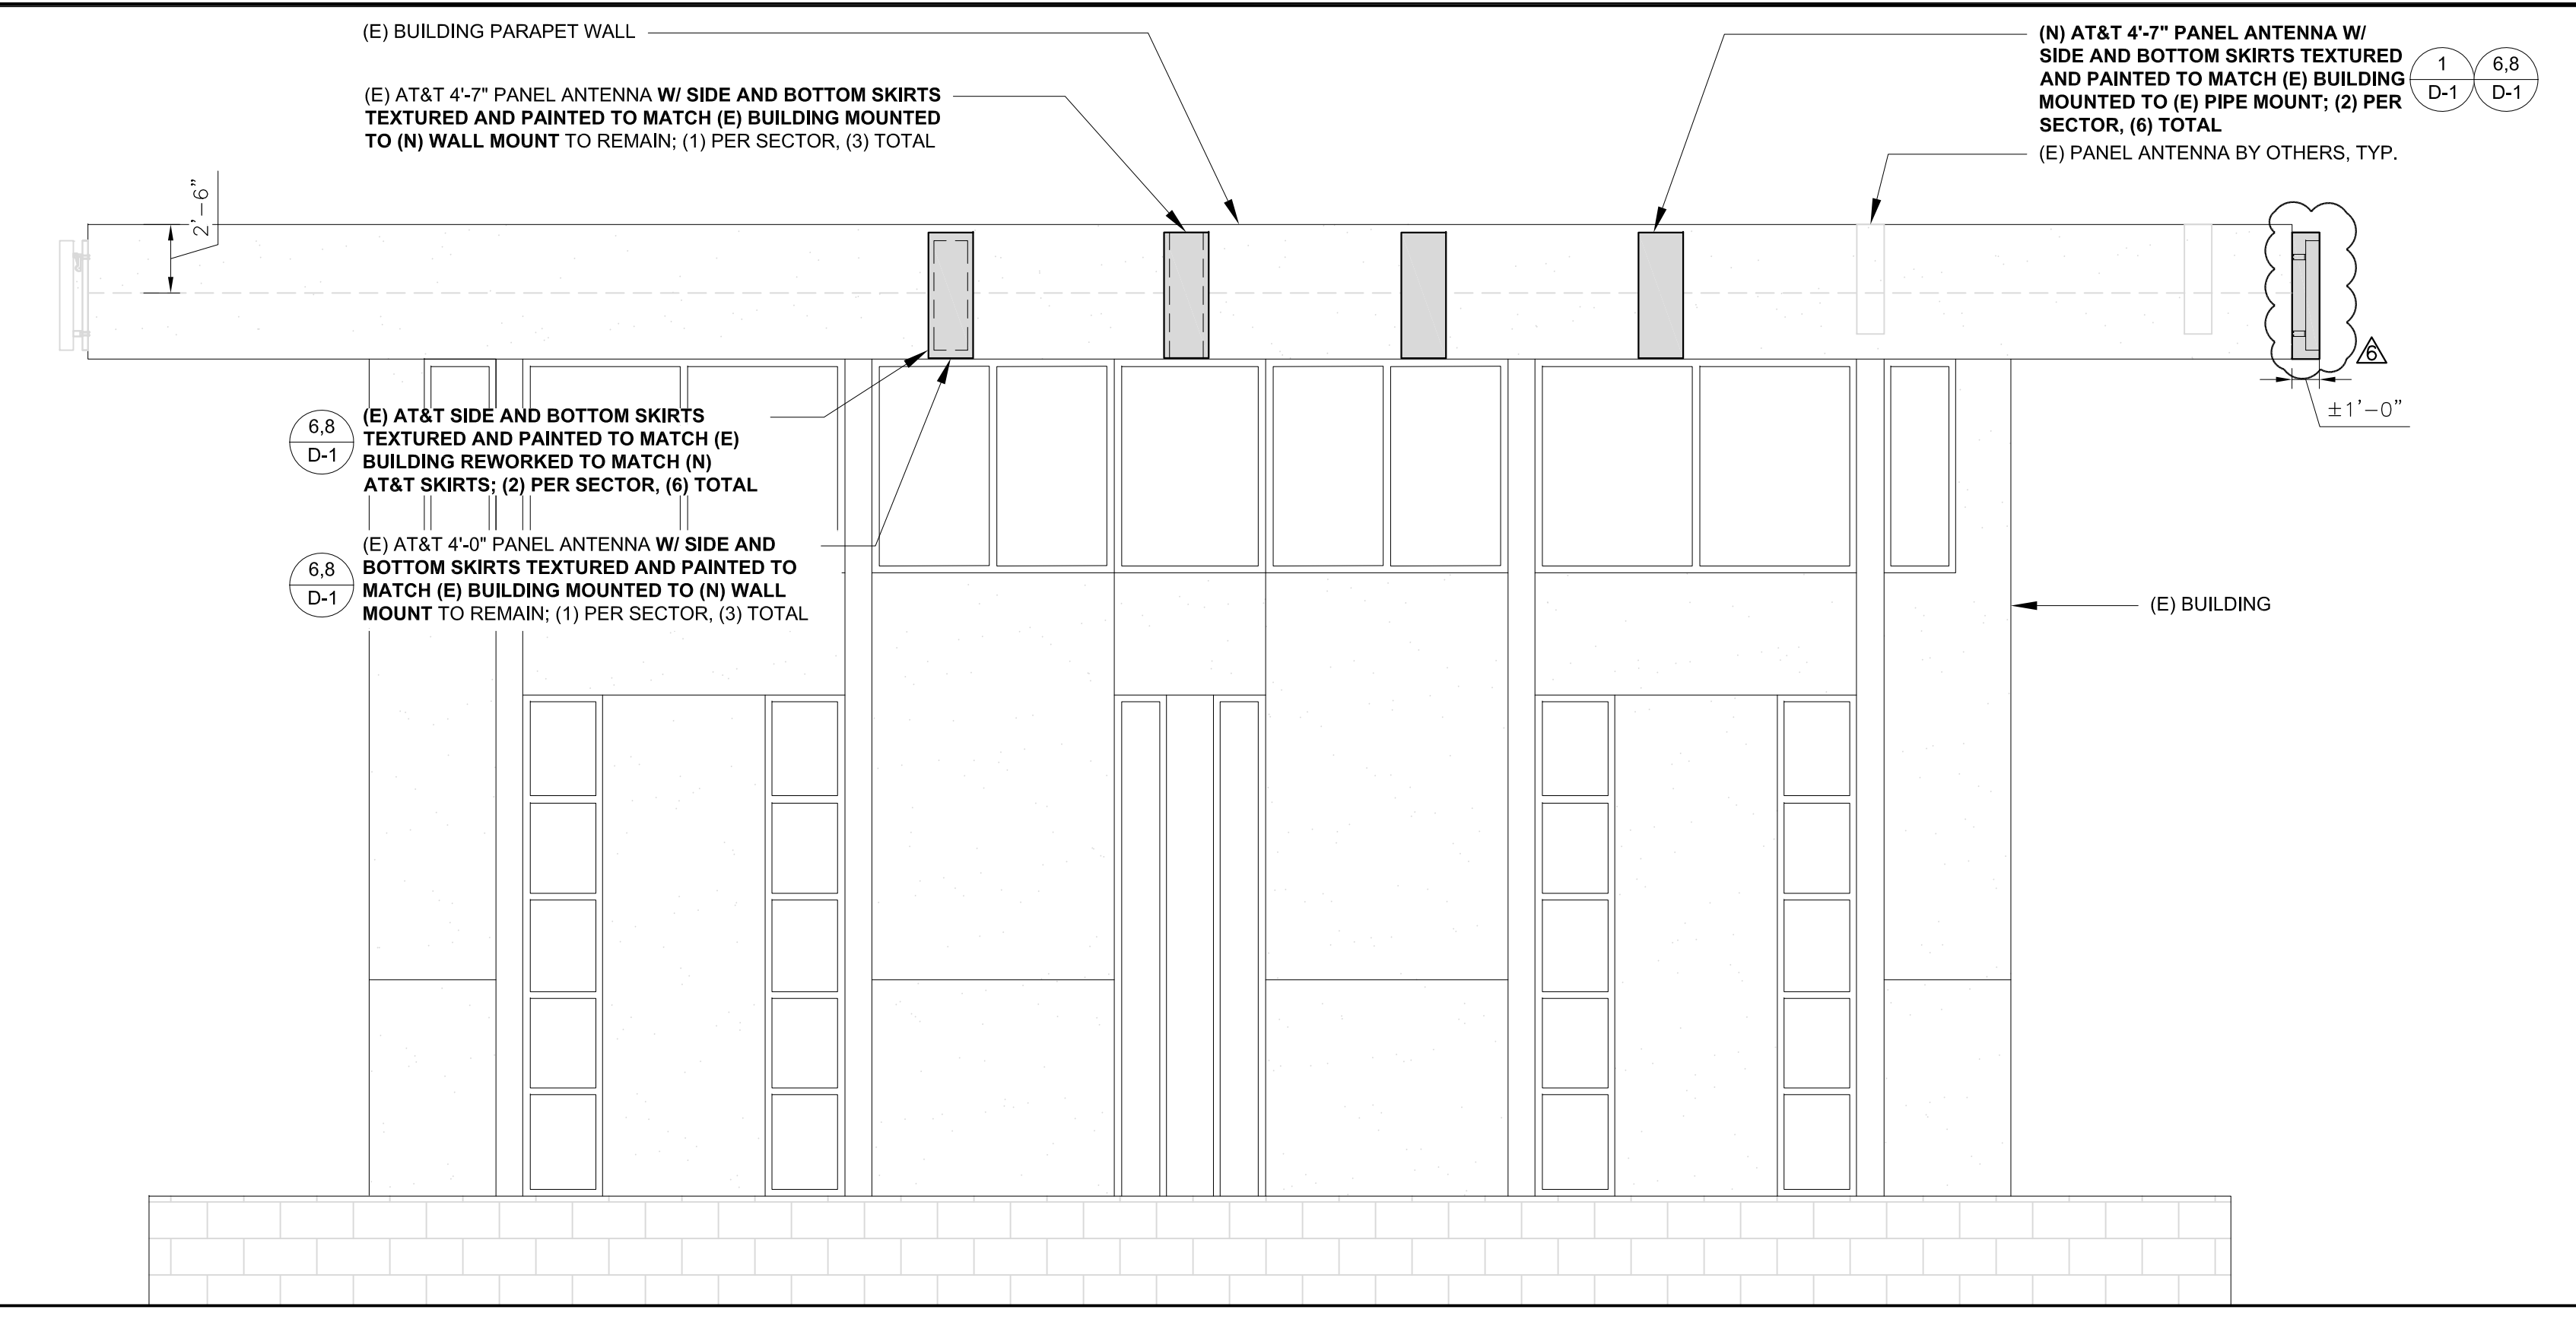 (E) BUILDING PARAPET WALL
(E) AT&T 4'-7" PANEL ANTENNA W/ SIDE AND BOTTOM SKIRTS
TEXTURED AND PAINTED TO MATCH (E) BUILDING MOUNTED
TO (N) WALL MOUNT TO REMAIN; (1) PER SECTOR, (3) TOTAL
(N) AT&T 4'-7" PANEL ANTENNA W/
SIDE AND BOTTOM SKIRTS TEXTURED
AND PAINTED TO MATCH (E) BUILDING
MOUNTED TO (E) PIPE MOUNT; (2) PER
SECTOR, (6) TOTAL
1
D-1
6,8
D-1
(E) PANEL ANTENNA BY OTHERS, TYP.
2'-6"
6
±1'-0"
6,8
D-1
(E) AT&T SIDE AND BOTTOM SKIRTS
TEXTURED AND PAINTED TO MATCH (E)
BUILDING REWORKED TO MATCH (N)
AT&T SKIRTS; (2) PER SECTOR, (6) TOTAL
6,8
D-1
(E) AT&T 4'-0" PANEL ANTENNA W/ SIDE AND
BOTTOM SKIRTS TEXTURED AND PAINTED TO
MATCH (E) BUILDING MOUNTED TO (N) WALL
MOUNT TO REMAIN; (1) PER SECTOR, (3) TOTAL
(E) BUILDING